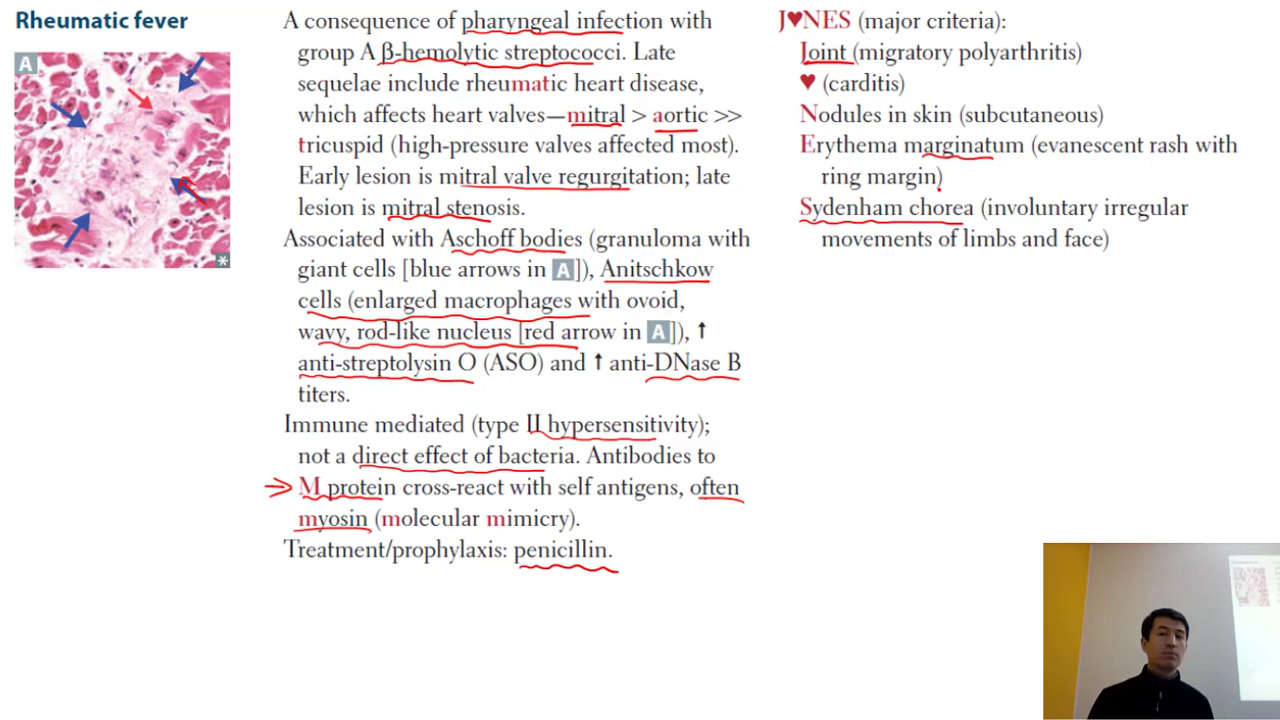 Rheumatic fever
A
*
A consequence of pharyngeal infection with
group A β-hemolytic streptococci. Late
sequelae include rheumatic heart disease,
which affects heart valves—mitral > aortic >>
tricuspid (high-pressure valves affected most).
Early lesion is mitral valve regurgitation; late
lesion is mitral stenosis.
Associated with Aschoff bodies (granuloma with
giant cells [blue arrows in A]), Anitschkow
cells (enlarged macrophages with ovoid,
wavy, rod-like nucleus [red arrow in A]), ↑
anti-streptolysin O (ASO) and ↑ anti-DNase B
titers.
Immune mediated (type II hypersensitivity);
not a direct effect of bacteria. Antibodies to
M protein cross-react with self antigens, often
myosin (molecular mimicry).
Treatment/prophylaxis: penicillin.
J♥NES (major criteria):
Joint (migratory polyarthritis)
♥ (carditis)
Nodules in skin (subcutaneous)
Erythema marginatum (evanescent rash with
ring margin)
Sydenham chorea (involuntary irregular
movements of limbs and face)